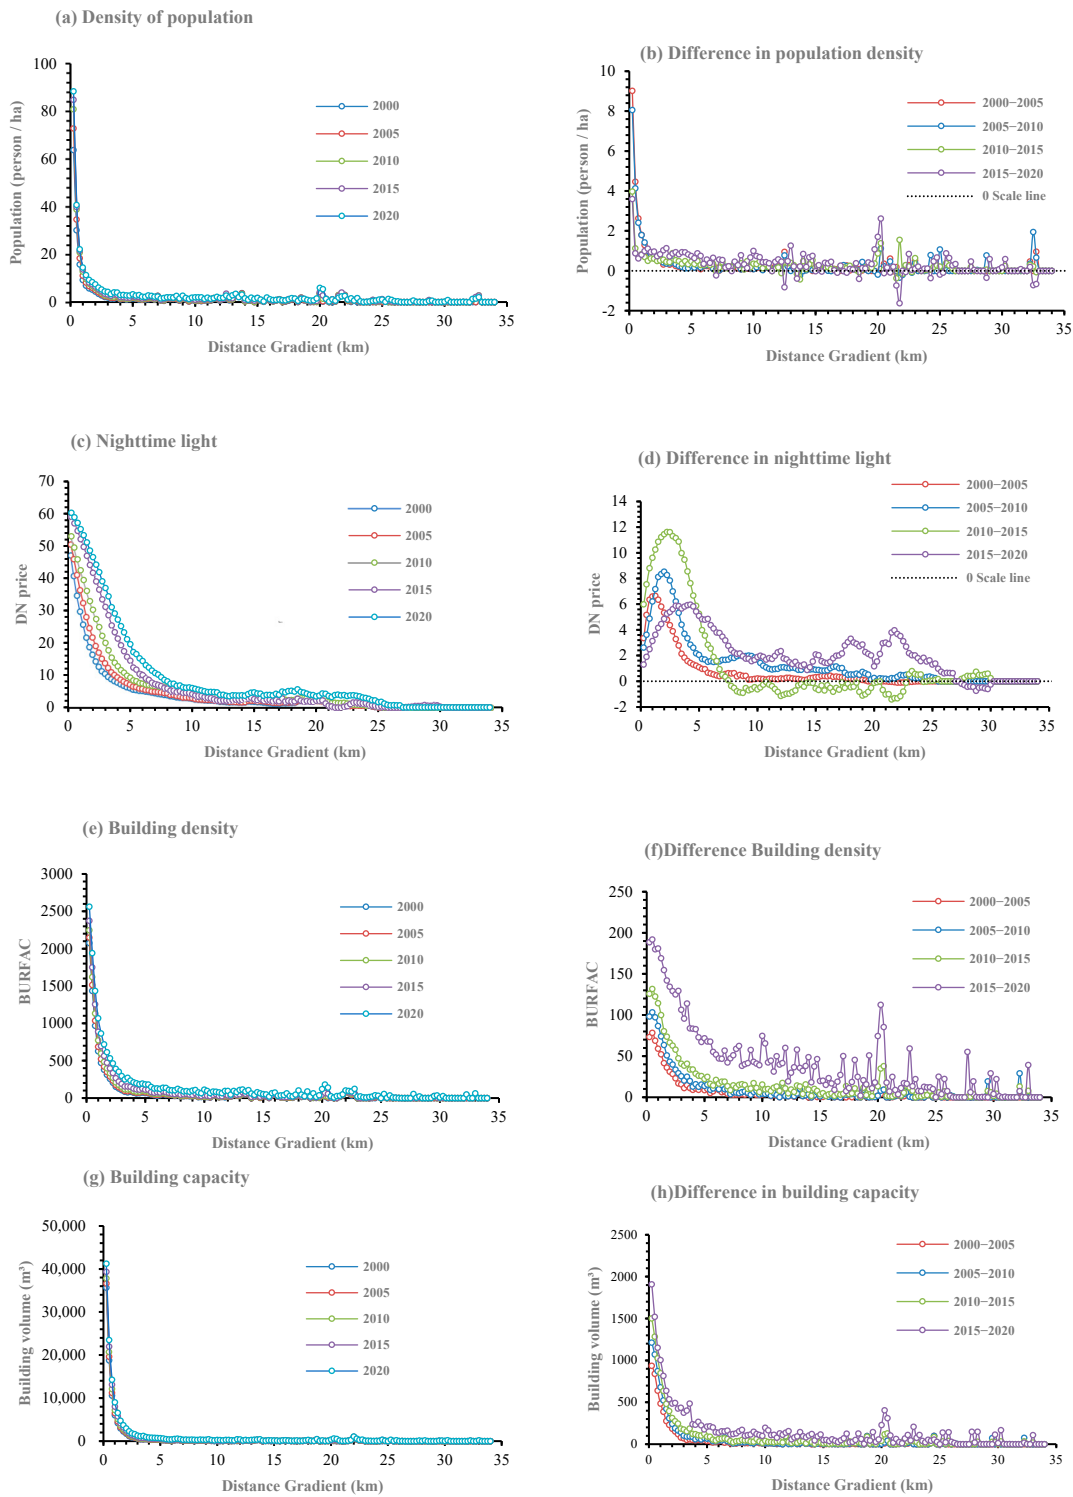 (a) Density of population
100
80
60
40
20
0
0 5 10 15 20 25 30 35
Population (person / ha)
Distance Gradient (km)
2000
2005
2010
2015
2020
(b) Difference in population density
10
8
6
4
2
0
-2
0 5 10 15 20 25 30 35
Population (person / ha)
Distance Gradient (km)
2000−2005
2005−2010
2010−2015
2015−2020
0 Scale line
(c) Nighttime light
70
60
50
40
30
20
10
0
0 5 10 15 20 25 30 35
DN price
Distance Gradient (km)
2000
2005
2010
2015
2020
(d) Difference in nighttime light
14
12
10
8
6
4
2
0
-2
0 5 10 15 20 25 30 35
DN price
Distance Gradient (km)
2000−2005
2005−2010
2010−2015
2015−2020
0 Scale line
(e) Building density
3000
2500
2000
1500
1000
500
0
0 5 10 15 20 25 30 35
BURFAC
Distance Gradient (km)
2000
2005
2010
2015
2020
(f)Difference Building density
250
200
150
100
50
0
0 5 10 15 20 25 30 35
BURFAC
Distance Gradient (km)
2000−2005
2005−2010
2010−2015
2015−2020
(g) Building capacity
50,000
40,000
30,000
20,000
10,000
0
0 5 10 15 20 25 30 35
Building volume (m³)
Distance Gradient (km)
2000
2005
2010
2015
2020
(h)Difference in building capacity
2500
2000
1500
1000
500
0
0 5 10 15 20 25 30 35
Building volume (m³)
Distance Gradient (km)
2000−2005
2005−2010
2010−2015
2015−2020